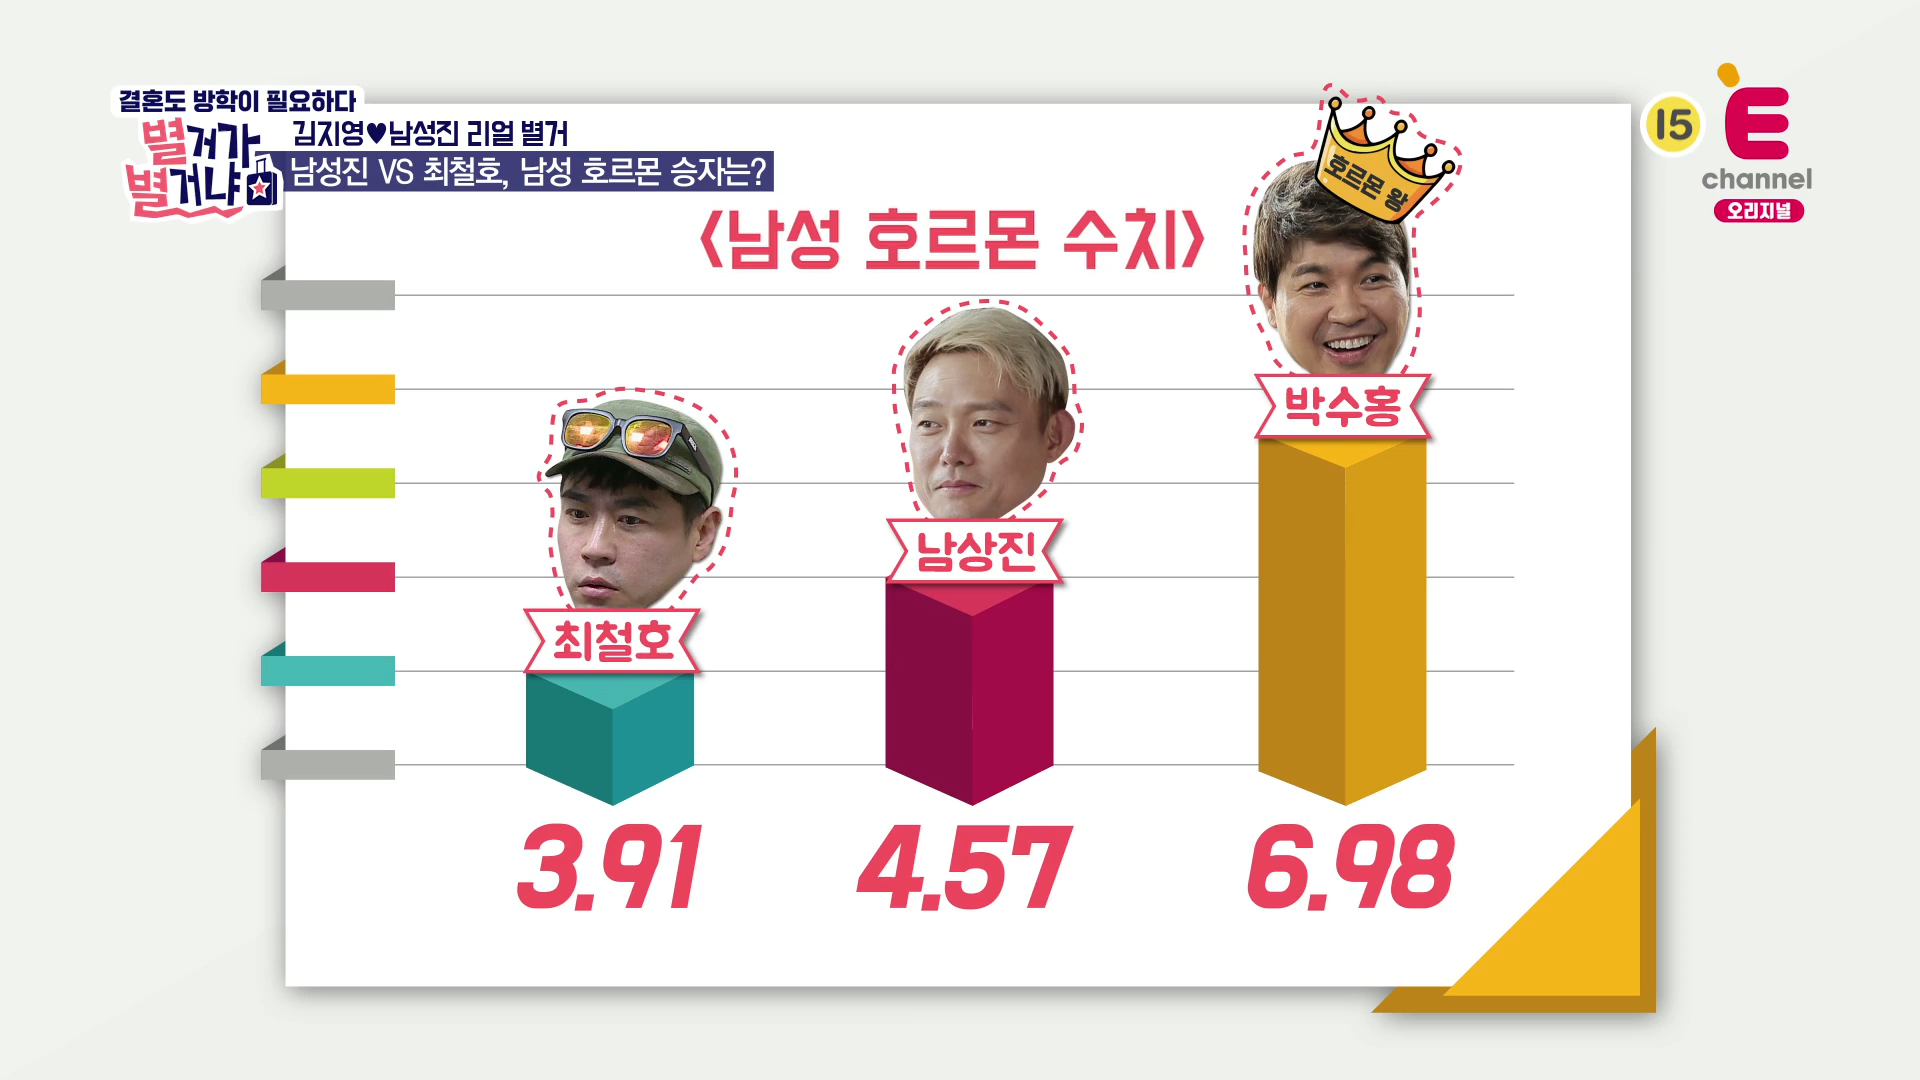 결혼도 방학이 필요하다
별거가
별거냐
김지영♥남성진 리얼 별거
남성진 VS 최철호, 남성 호르몬 승자는?
15
E
channel
오리지널
<남성 호르몬 수치>
호르몬 왕
박수홍
남상진
최철호
3.91
4.57
6.98